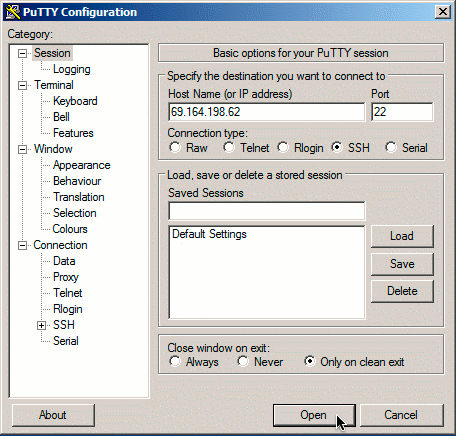 PuTTY Configuration
Category:
Session
Logging
Terminal
Keyboard
Bell
Features
Window
Appearance
Behaviour
Translation
Selection
Colours
Connection
Data
Proxy
Telnet
Rlogin
SSH
Serial
Basic options for your PuTTY session
Specify the destination you want to connect to
Host Name (or IP address) Port
69.164.198.62 22
Connection type:
Raw Telnet Rlogin SSH Serial
Load, save or delete a stored session
Saved Sessions
Default Settings
Load
Save
Delete
Close window on exit:
Always Never Only on clean exit
About Open Cancel